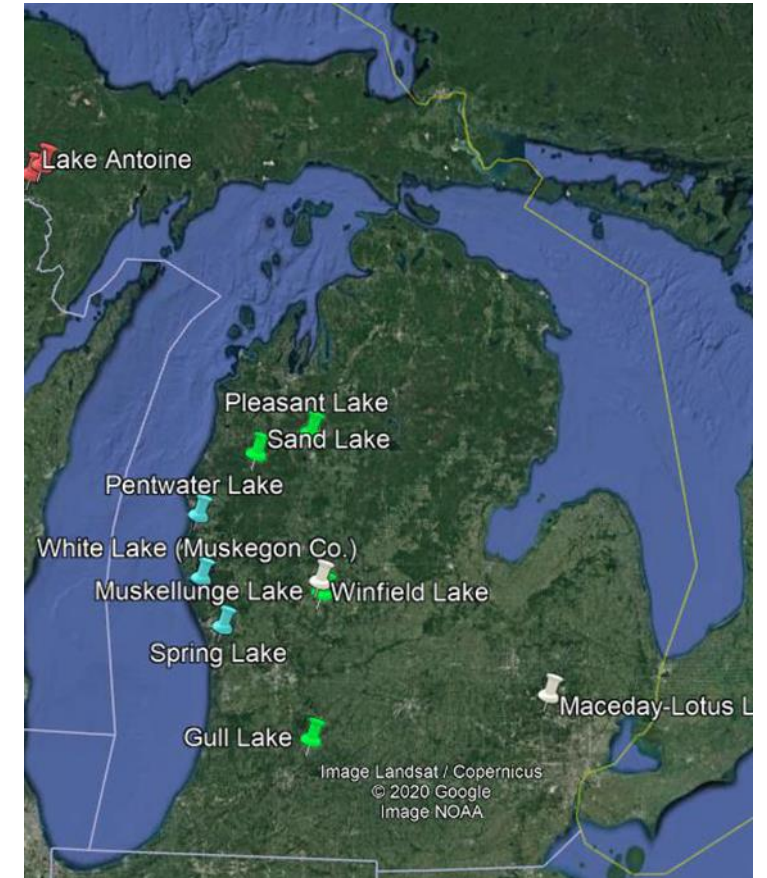 Lake Antoine
Pleasant Lake
Sand Lake
Pentwater Lake
White Lake (Muskegon Co.)
Muskellunge Lake
Winfield Lake
Spring Lake
Maceday-Lotus L
Gull Lake
Image Landsat / Copernicus
© 2020 Google
Image NOAA